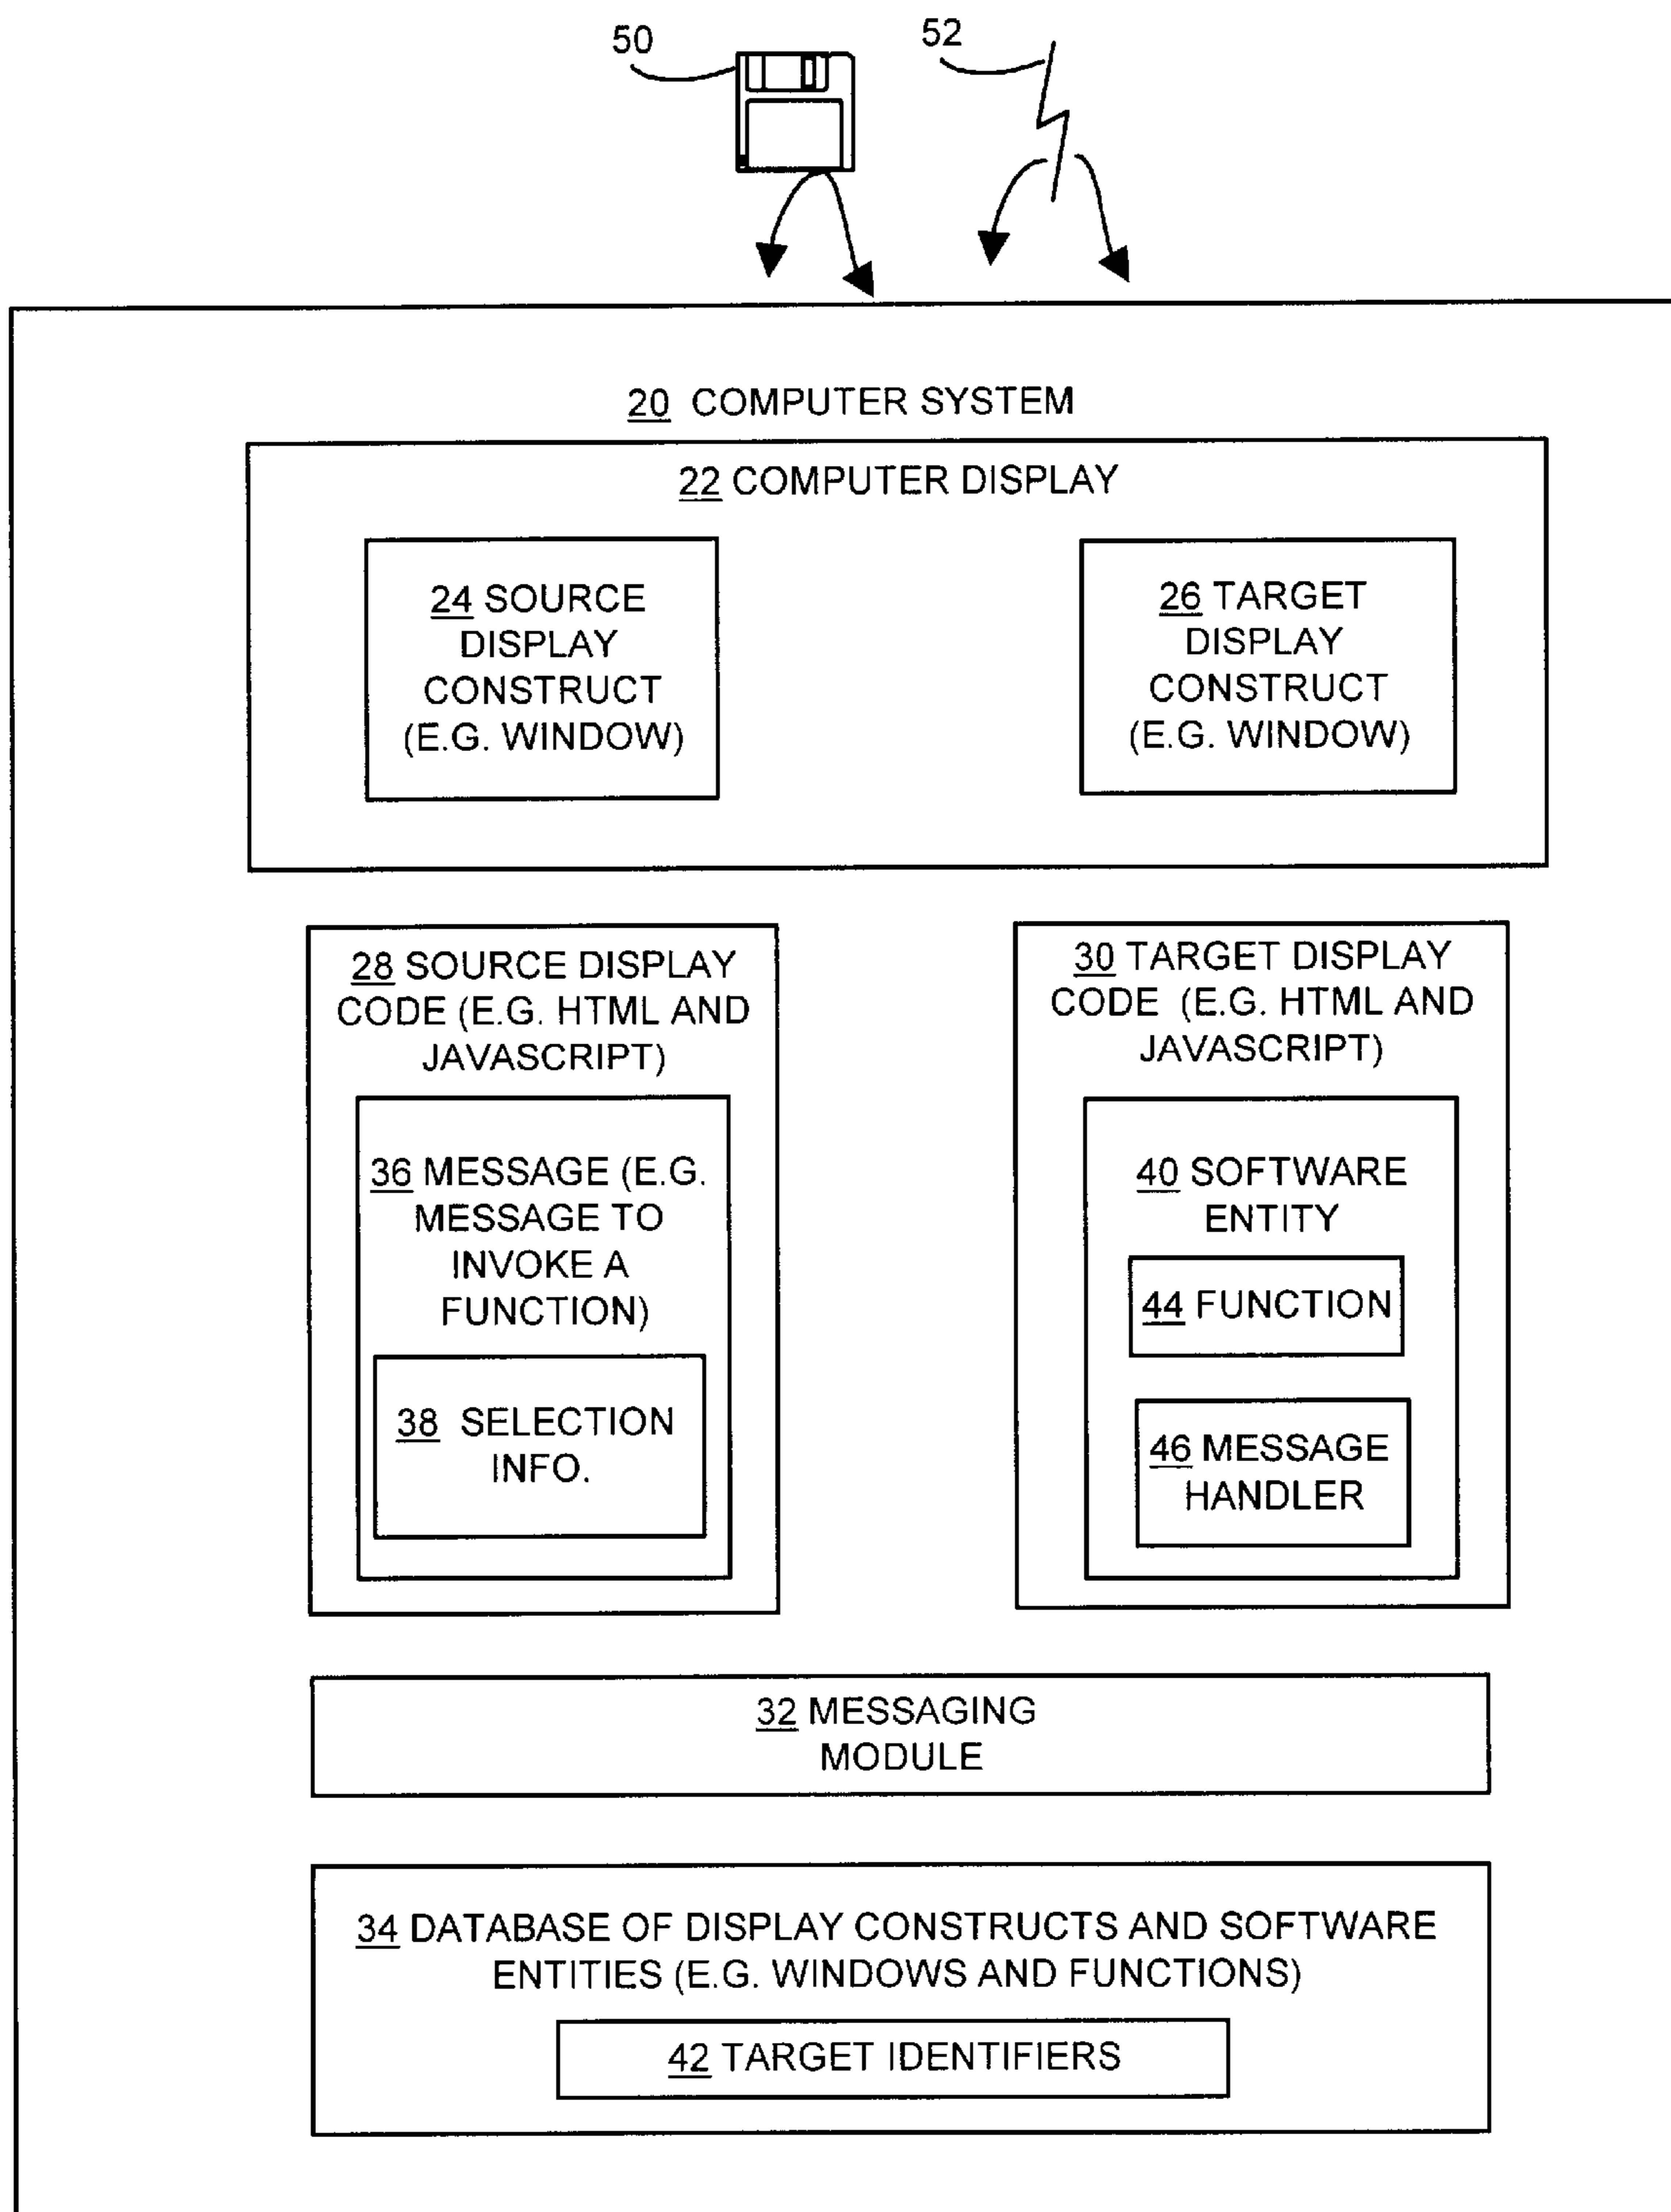 50
52
20 COMPUTER SYSTEM
22 COMPUTER DISPLAY
24 SOURCE
DISPLAY
CONSTRUCT
(E.G. WINDOW)
26 TARGET
DISPLAY
CONSTRUCT
(E.G. WINDOW)
28 SOURCE DISPLAY
CODE (E.G. HTML AND
JAVASCRIPT)
36 MESSAGE (E.G.
MESSAGE TO
INVOKE A
FUNCTION)
38 SELECTION
INFO.
30 TARGET DISPLAY
CODE (E.G. HTML AND
JAVASCRIPT)
40 SOFTWARE
ENTITY
44 FUNCTION
46 MESSAGE
HANDLER
32 MESSAGING
MODULE
34 DATABASE OF DISPLAY CONSTRUCTS AND SOFTWARE
ENTITIES (E.G. WINDOWS AND FUNCTIONS)
42 TARGET IDENTIFIERS